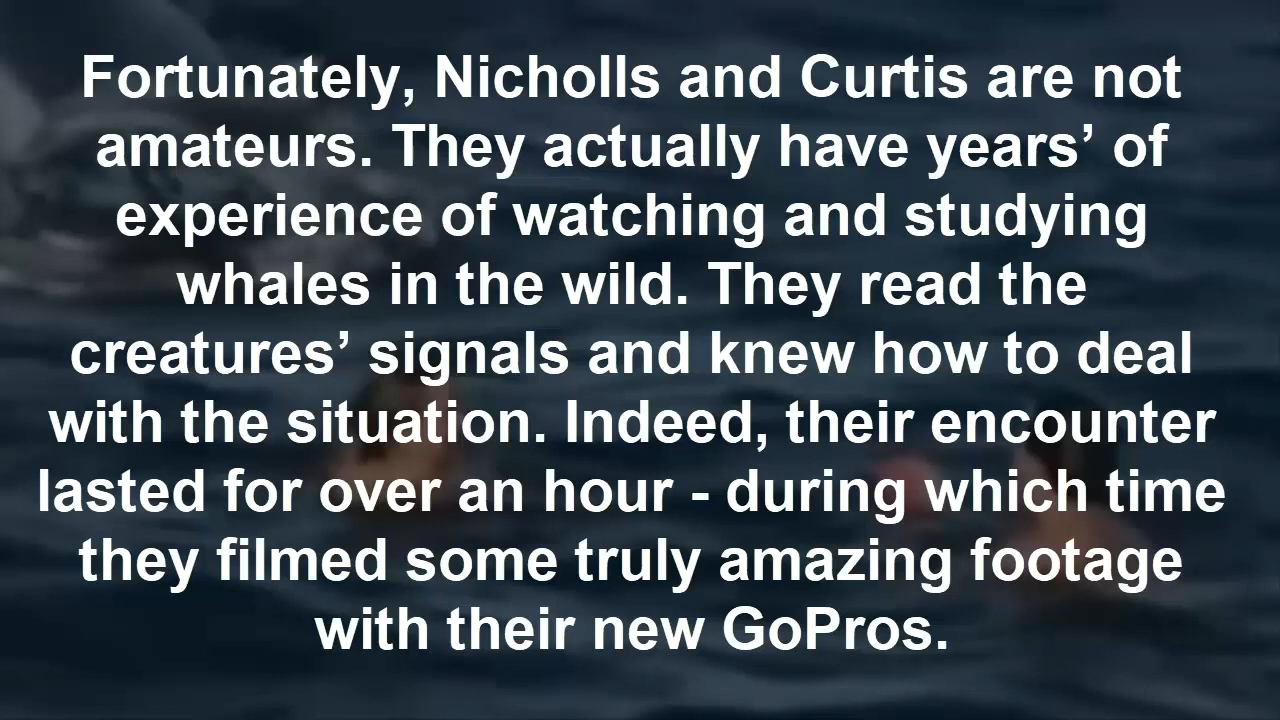 Fortunately, Nicholls and Curtis are not
amateurs. They actually have years’ of
experience of watching and studying
whales in the wild. They read the
creatures’ signals and knew how to deal
with the situation. Indeed, their encounter
lasted for over an hour - during which time
they filmed some truly amazing footage
with their new GoPros.